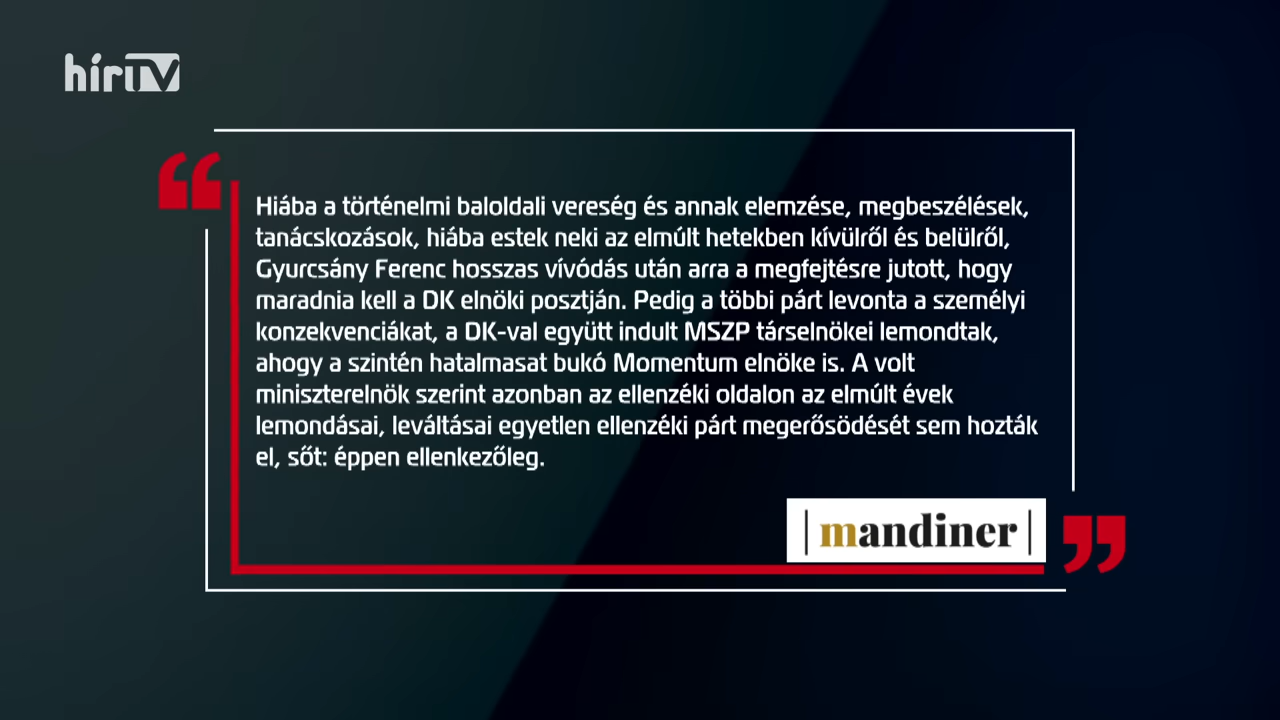 hírTV
Hiába a történelmi baloldali vereség és annak elemzése, megbeszélések,
tanácskozások, hiába estek neki az elmúlt hetekben kívülről és belülről,
Gyurcsány Ferenc hosszas vívódás után arra a megfejtésre jutott, hogy
maradnia kell a DK elnöki posztján. Pedig a többi párt levonta a személyi
konzekvenciákat, a DK-val együtt indult MSZP társelnökei lemondtak,
ahogy a szintén hatalmasat bukó Momentum elnöke is. A volt
miniszterelnök szerint azonban az ellenzéki oldalon az elmúlt évek
lemondásai, leváltásai egyetlen ellenzéki párt megerősödését sem hozták
el, sőt: éppen ellenkezőleg.
| mandiner |